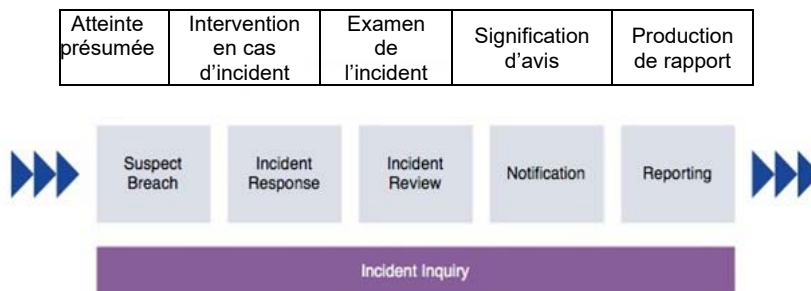 Atteinte présumée
Intervention en cas d'incident
Examen de l'incident
Signification d'avis
Production de rapport
Suspect Breach
Incident Response
Incident Review
Notification
Reporting
Incident Inquiry